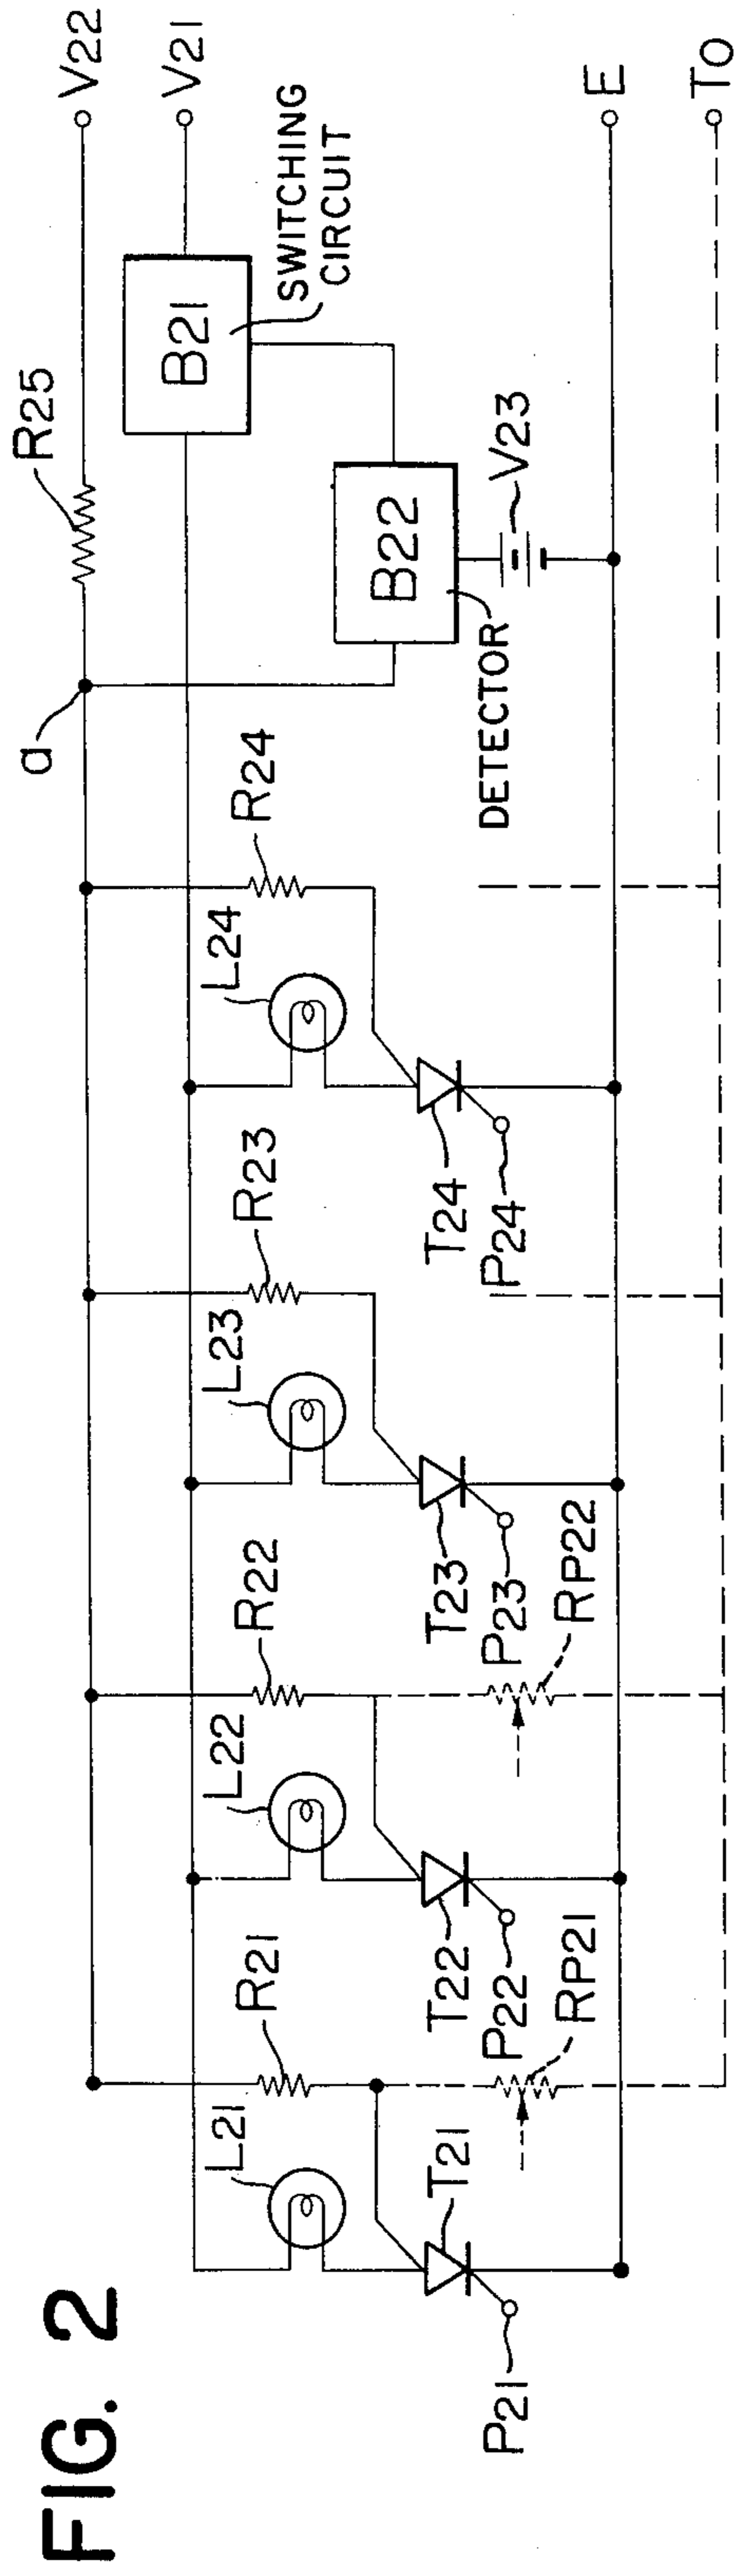 FIG. 2
V22
V21
R25
SWITCHING
CIRCUIT
B21
B22
V23
DETECTOR
a
E
TO
R24
L24
T24
P24
R23
L23
T23
P23
R22
L22
T22
P22
RP22
R21
L21
T21
P21
RP21